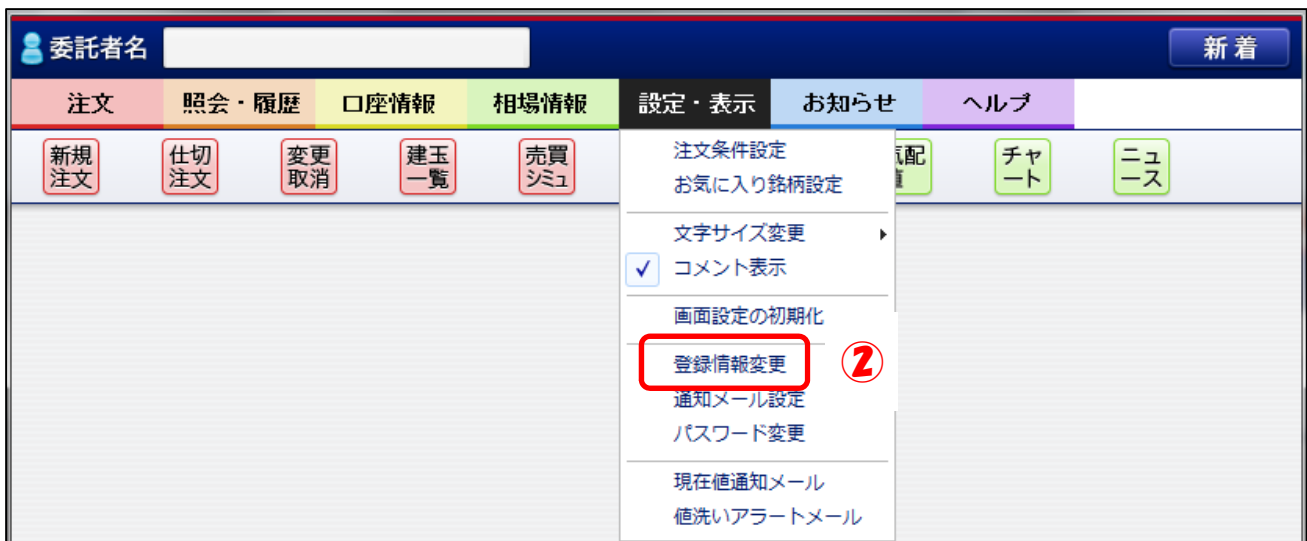 委託者名
新着
注文 照会・履歴 口座情報 相場情報 設定・表示 お知らせ ヘルプ
新規
注文
仕切
注文
変更
取消
建玉
一覧
売買
シミュ
配
チャ
ート
ニュ
ース
注文条件設定
お気に入り銘柄設定
文字サイズ変更
コメント表示
画面設定の初期化
登録情報変更
②
通知メール設定
パスワード変更
現在値通知メール
値洗いアラートメール